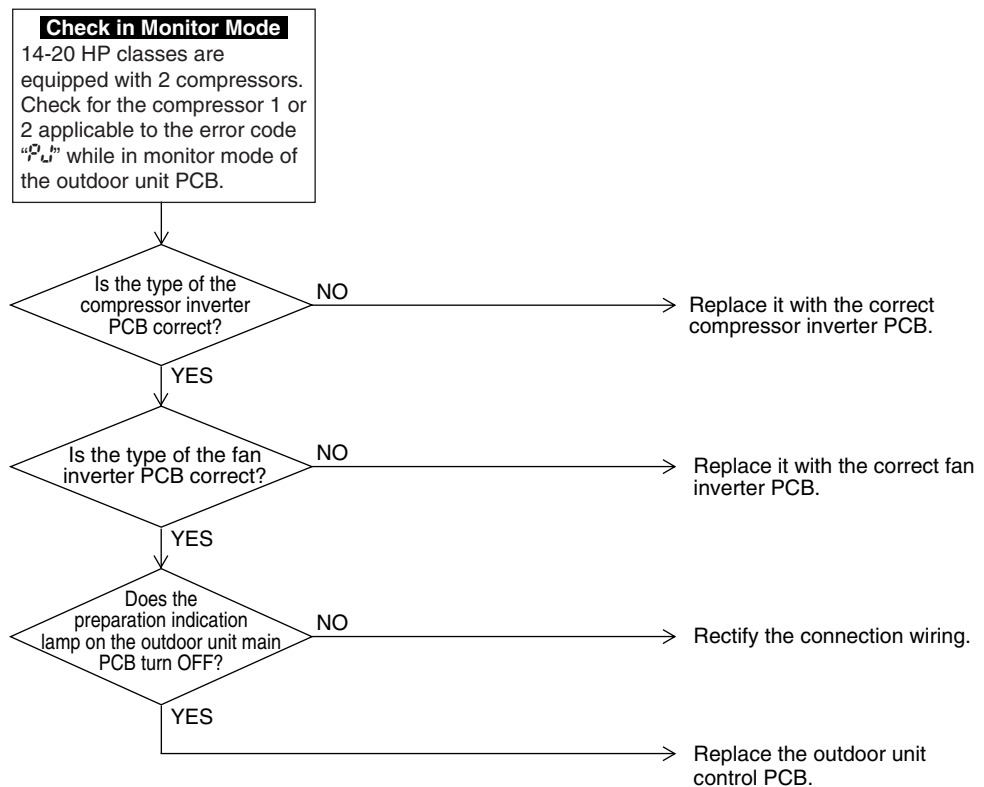 Check in Monitor Mode
14-20 HP classes are
equipped with 2 compressors.
Check for the compressor 1 or
2 applicable to the error code
“PJ” while in monitor mode of
the outdoor unit PCB.
Is the type of the
compressor inverter
PCB correct?
NO
Replace it with the correct
compressor inverter PCB.
YES
Is the type of the fan
inverter PCB correct?
NO
Replace it with the correct fan
inverter PCB.
YES
Does the
preparation indication
lamp on the outdoor unit main
PCB turn OFF?
NO
Rectify the connection wiring.
YES
Replace the outdoor unit
control PCB.